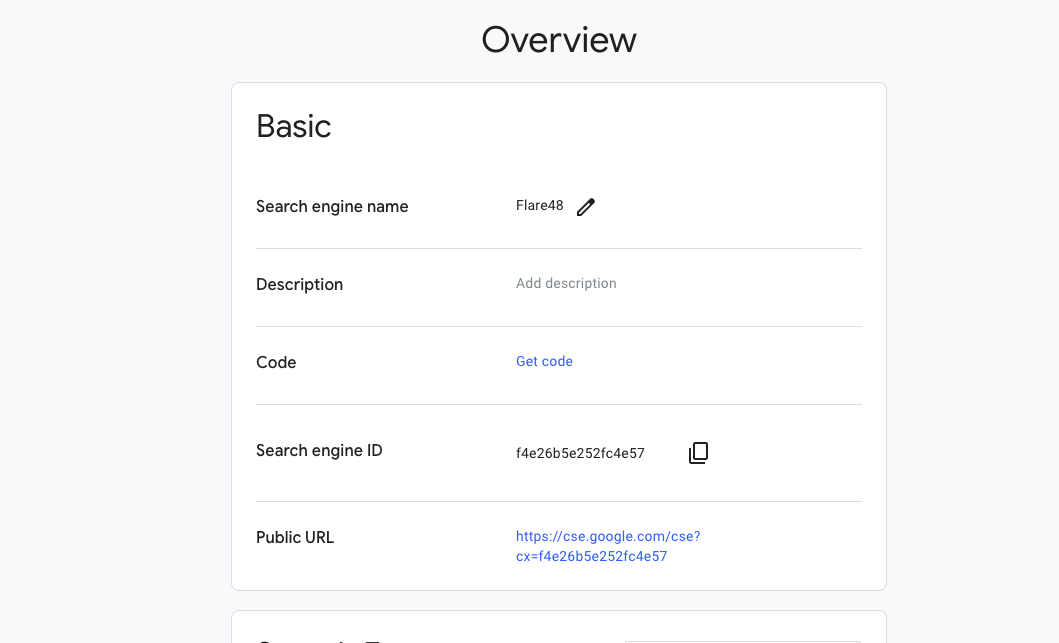 Overview
Basic
Search engine name
Flare48
Description
Add description
Code
Get code
Search engine ID
f4e26b5e252fc4e57
Public URL
https://cse.google.com/cse?
cx=f4e26b5e252fc4e57